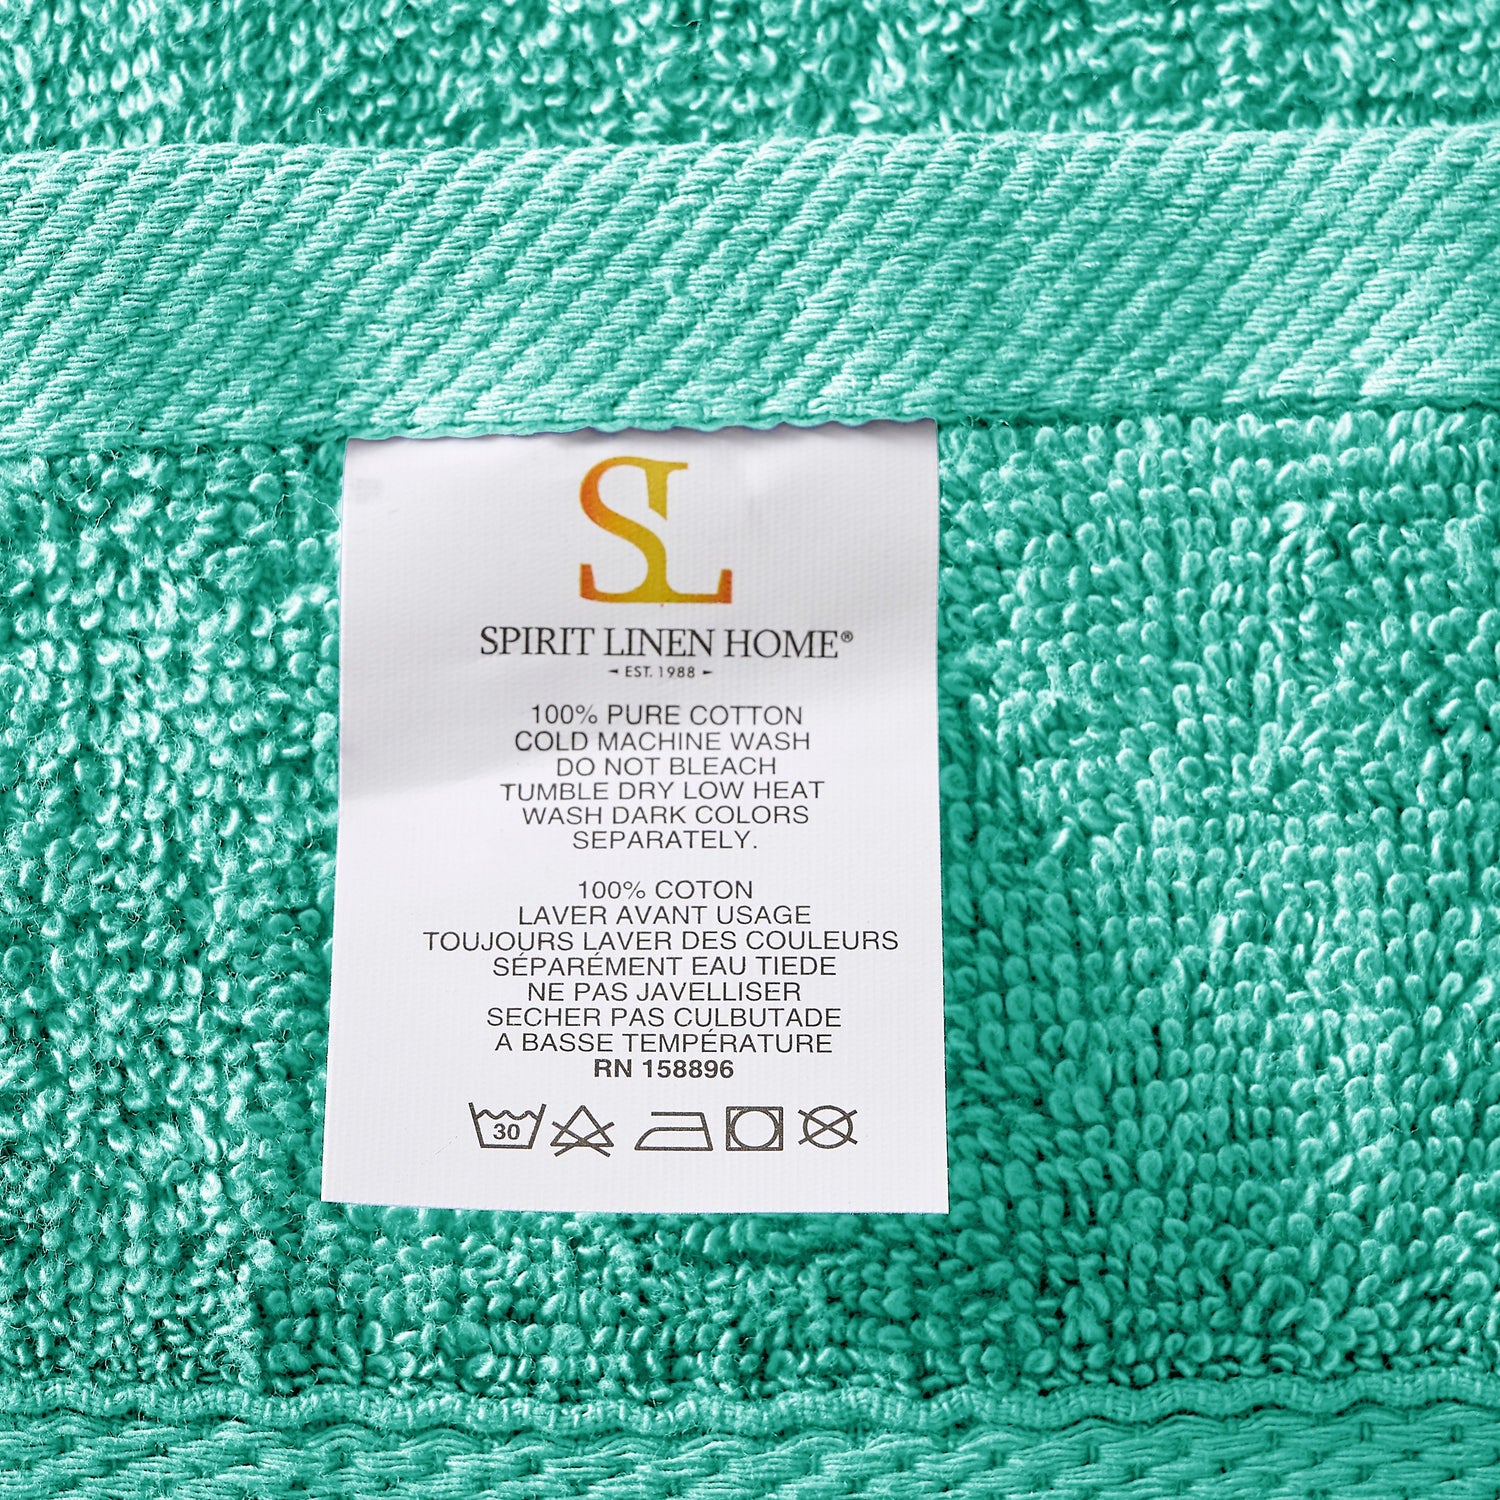 SL
SPIRIT LINEN HOME®
EST. 1988
100% PURE COTTON
COLD MACHINE WASH
DO NOT BLEACH
TUMBLE DRY LOW HEAT
WASH DARK COLORS
SEPARATELY.
100% COTON
LAVER AVANT USAGE
TOUJOURS LAVER DES COULEURS
SÉPARÉMENT EAU TIEDE
NE PAS JAVELLISER
SECHER PAS CULBUTADE
A BASSE TEMPÉRATURE
RN 158896
30